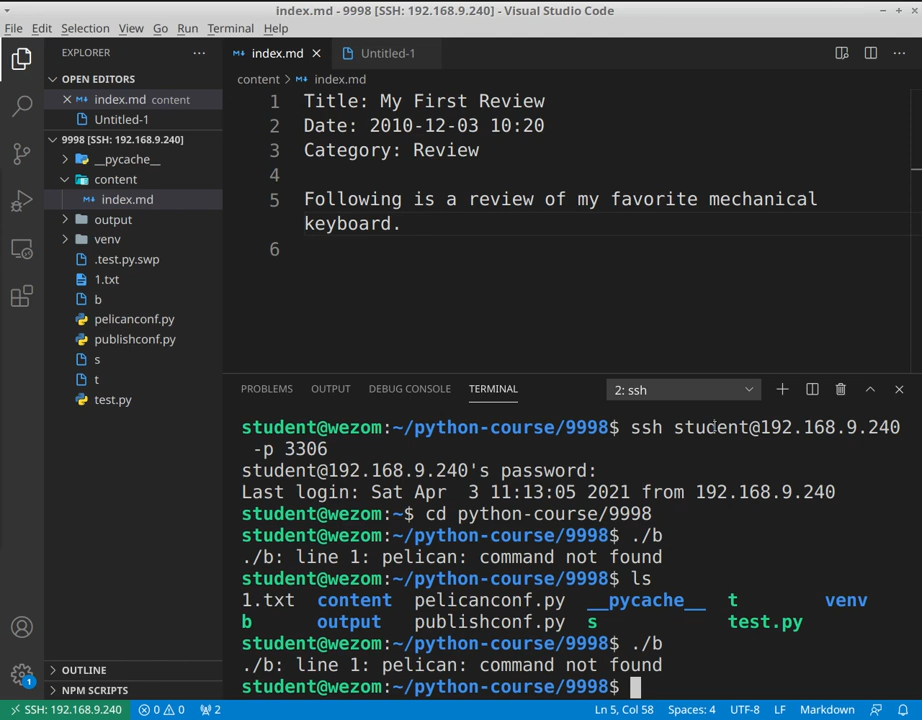 index.md - 9998 [SSH: 192.168.9.240] - Visual Studio Code
File Edit Selection View Go Run Terminal Help
EXPLORER
index.md
Untitled-1
OPEN EDITORS
content > index.md
index.md content
Untitled-1
9998 [SSH: 192.168.9.240]
__pycache__
content
index.md
output
venv
.test.py.swp
1.txt
b
pelicanconf.py
publishconf.py
s
t
test.py
OUTLINE
NPM SCRIPTS
1 Title: My First Review
2 Date: 2010-12-03 10:20
3 Category: Review
4
5 Following is a review of my favorite mechanical
keyboard.
6
PROBLEMS OUTPUT DEBUG CONSOLE TERMINAL 2: ssh
student@wezom:~/python-course/9998$ ssh student@192.168.9.240
-p 3306
student@192.168.9.240's password:
Last login: Sat Apr  3 11:13:05 2021 from 192.168.9.240
student@wezom:~$ cd python-course/9998
student@wezom:~/python-course/9998$ ./b
./b: line 1: pelican: command not found
student@wezom:~/python-course/9998$ ls
1.txt content pelicanconf.py __pycache__ t venv
b output publishconf.py s test.py
student@wezom:~/python-course/9998$ ./b
./b: line 1: pelican: command not found
student@wezom:~/python-course/9998$
1
SSH: 192.168.9.240 0 0 2 Ln 5, Col 58 Spaces: 4 UTF-8 LF Markdown